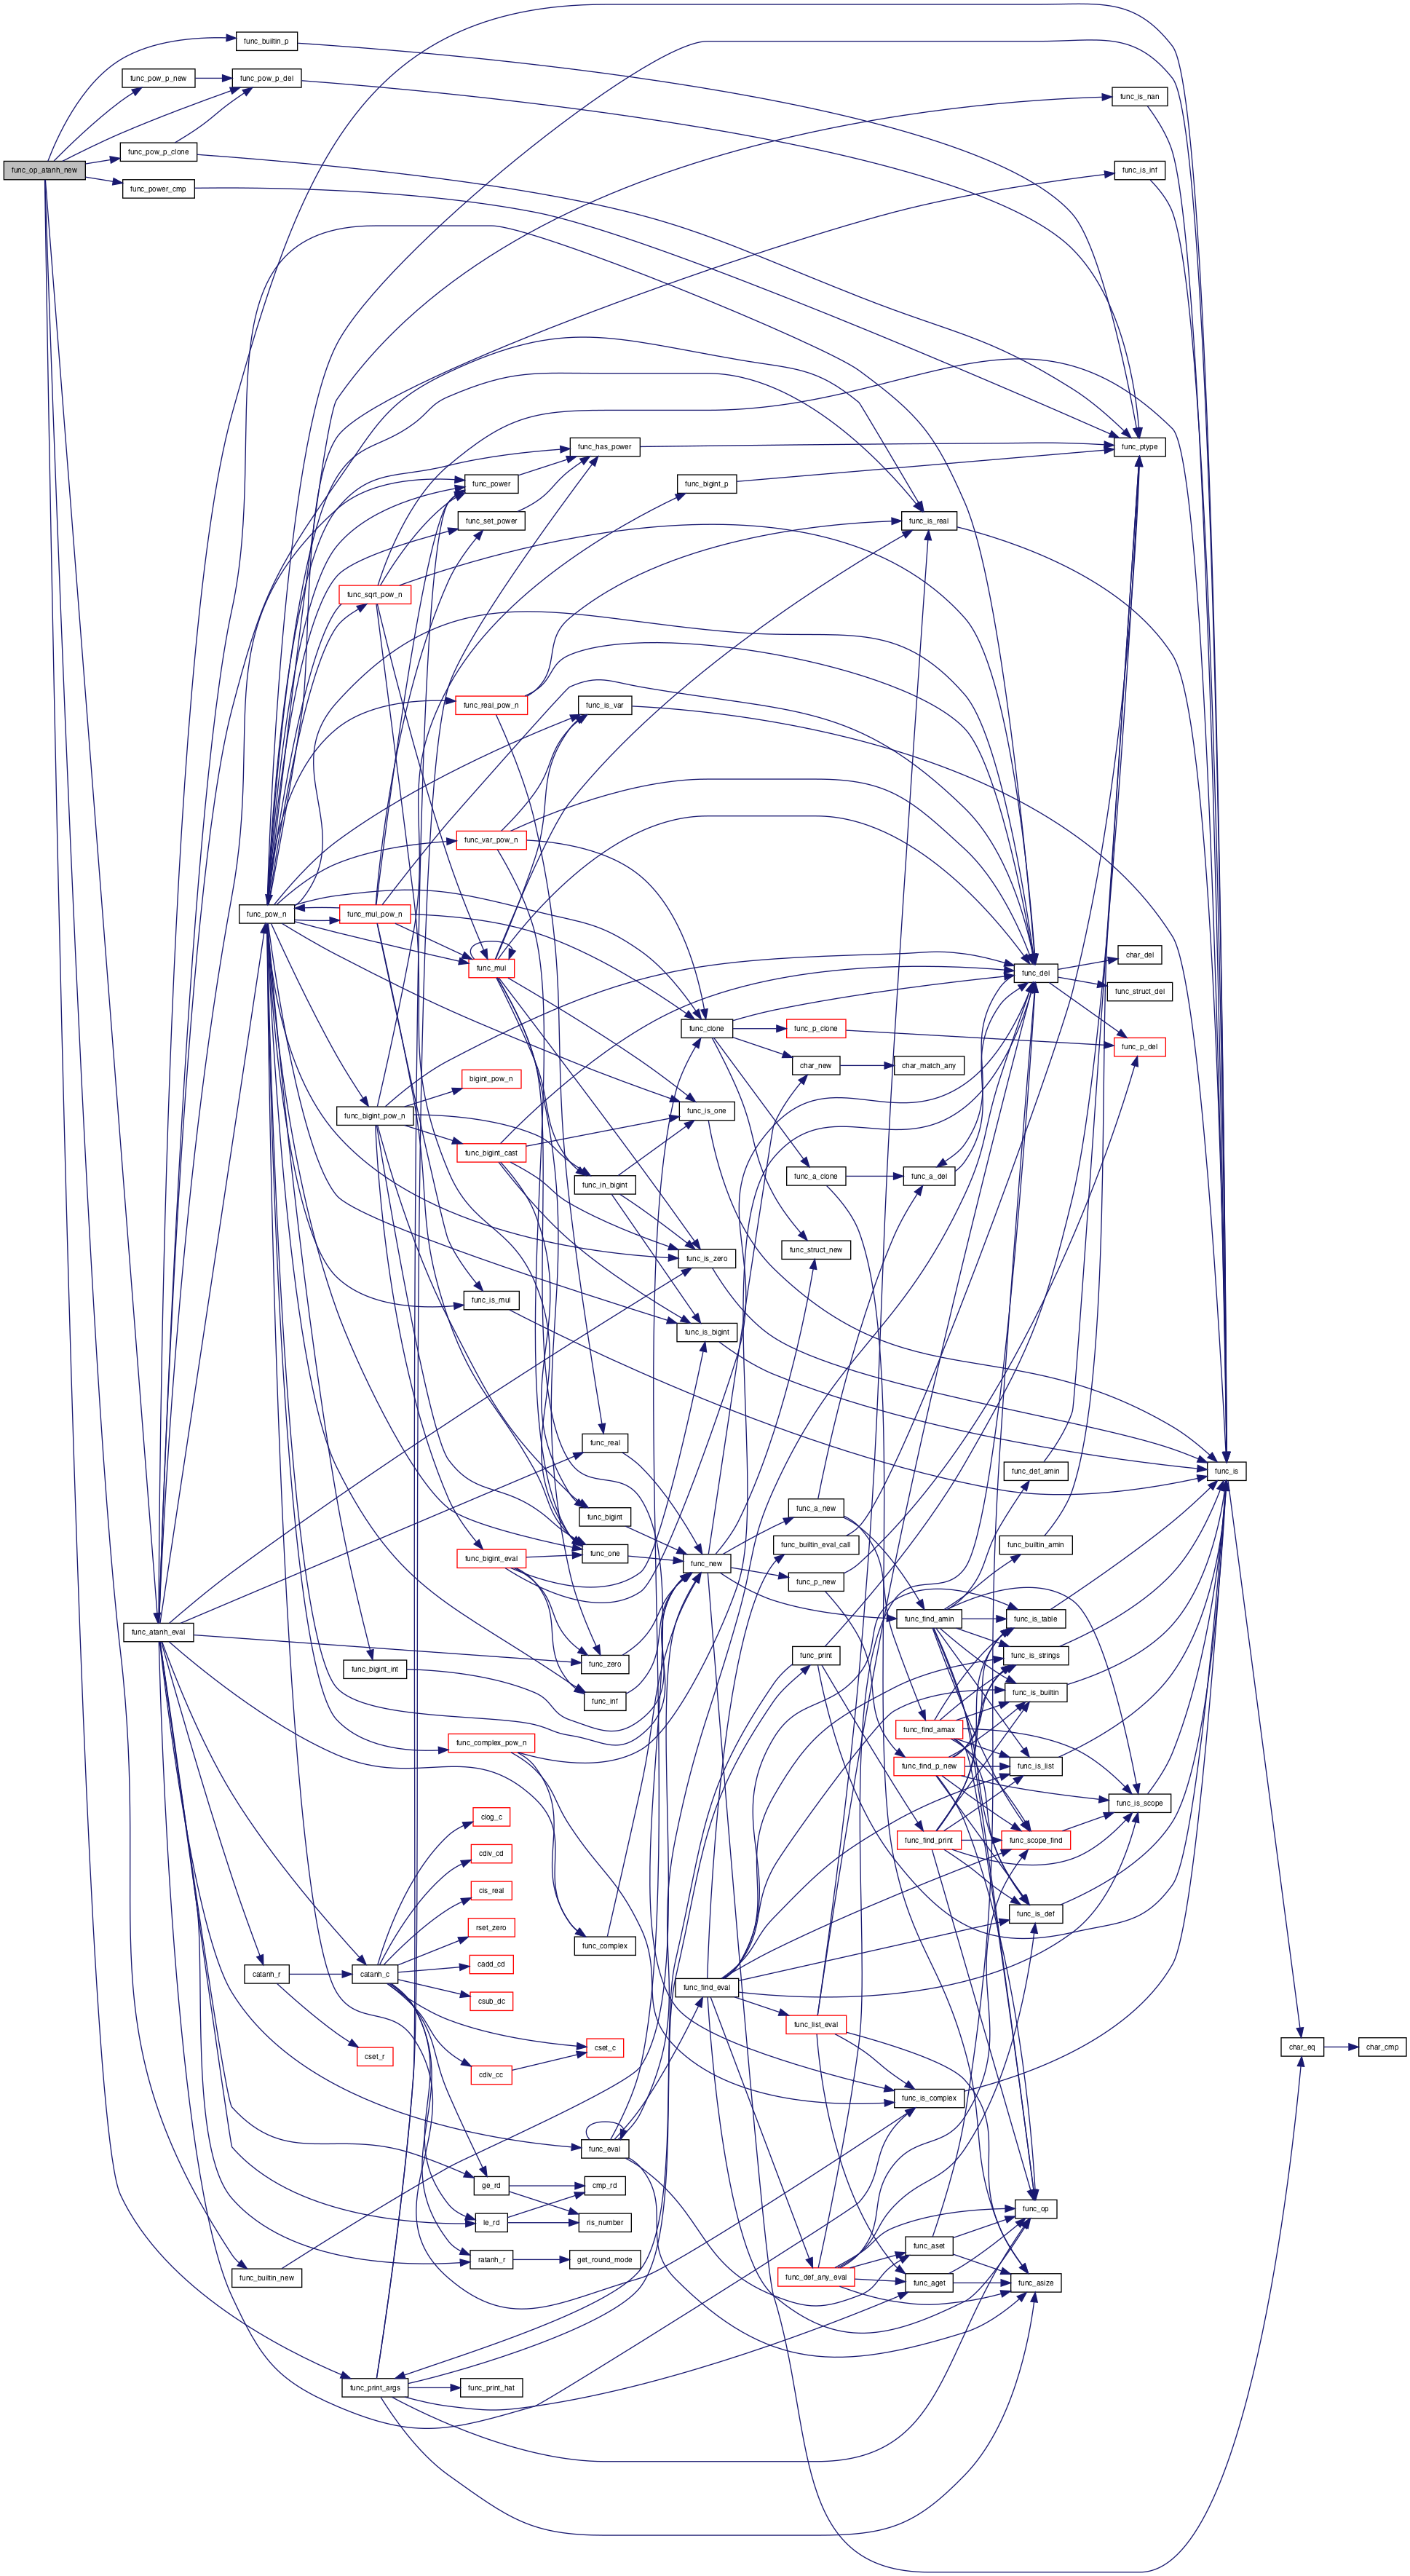 func_builtin_p
func_pow_p_new
func_pow_p_del
func_is_nan
func_pow_p_clone
func_op_atanh_new
func_is_inf
func_power_cmp
func_has_power
func_ptype
func_power
func_bigint_p
func_set_power
func_is_real
func_sqrt_pow_n
func_real_pow_n
func_is_var
func_var_pow_n
func_pow_n
func_mul_pow_n
char_del
func_mul
func_del
func_struct_del
func_clone
func_p_clone
func_p_del
char_new
char_match_any
bigint_pow_n
func_bigint_pow_n
func_is_one
func_bigint_cast
func_in_bigint
func_a_clone
func_a_del
func_is_zero
func_struct_new
func_is_mul
func_is_bigint
func_real
func_def_amin
func_is
func_a_new
func_bigint
func_builtin_eval_call
func_builtin_amin
func_bigint_eval
func_one
func_new
func_p_new
func_find_amin
func_is_table
func_atanh_eval
func_print
func_is_strings
func_bigint_int
func_zero
func_is_builtin
func_inf
func_find_amax
func_complex_pow_n
func_find_p_new
func_is_list
func_is_scope
clog_c
func_find_print
func_scope_find
cdiv_cd
cis_real
func_is_def
rset_zero
func_complex
cadd_cd
catanh_r
catanh_c
func_find_eval
csub_dc
func_list_eval
cset_c
char_eq
char_cmp
cset_r
cdiv_cc
func_is_complex
func_eval
ge_rd
cmp_rd
func_op
le_rd
ris_number
func_aset
ratanh_r
get_round_mode
func_builtin_new
func_def_any_eval
func_aget
func_asize
func_print_args
func_print_hat